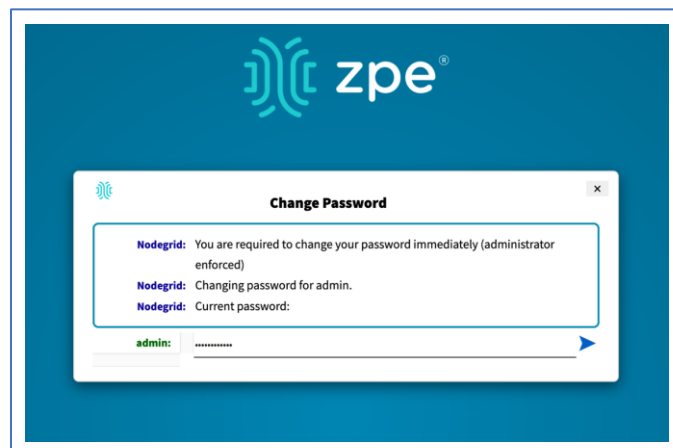 zpe®
×
Change Password
Nodegrid: You are required to change your password immediately (administrator
enforced)
Nodegrid: Changing password for admin.
Nodegrid: Current password:
admin: ............